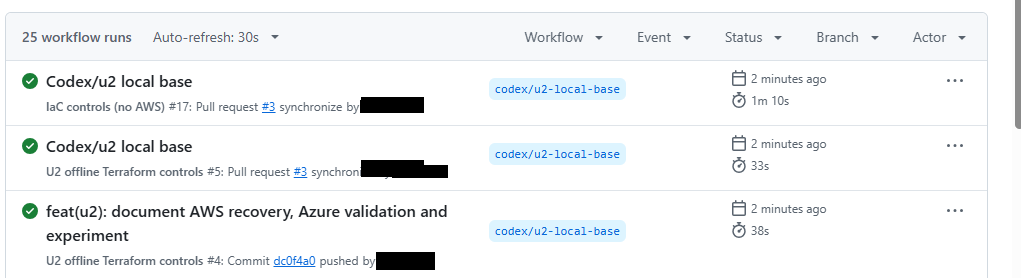 25 workflow runs Auto-refresh: 30s Workflow Event Status Branch Actor
Codex/u2 local base codex/u2-local-base 2 minutes ago
IaC controls (no AWS) #17: Pull request #3 synchronize by 1m 10s
Codex/u2 local base codex/u2-local-base 2 minutes ago
U2 offline Terraform controls #5: Pull request #3 synchroni 33s
feat(u2): document AWS recovery, Azure validation and 2 minutes ago
experiment codex/u2-local-base 38s
U2 offline Terraform controls #4: Commit dc0f4a0 pushed by